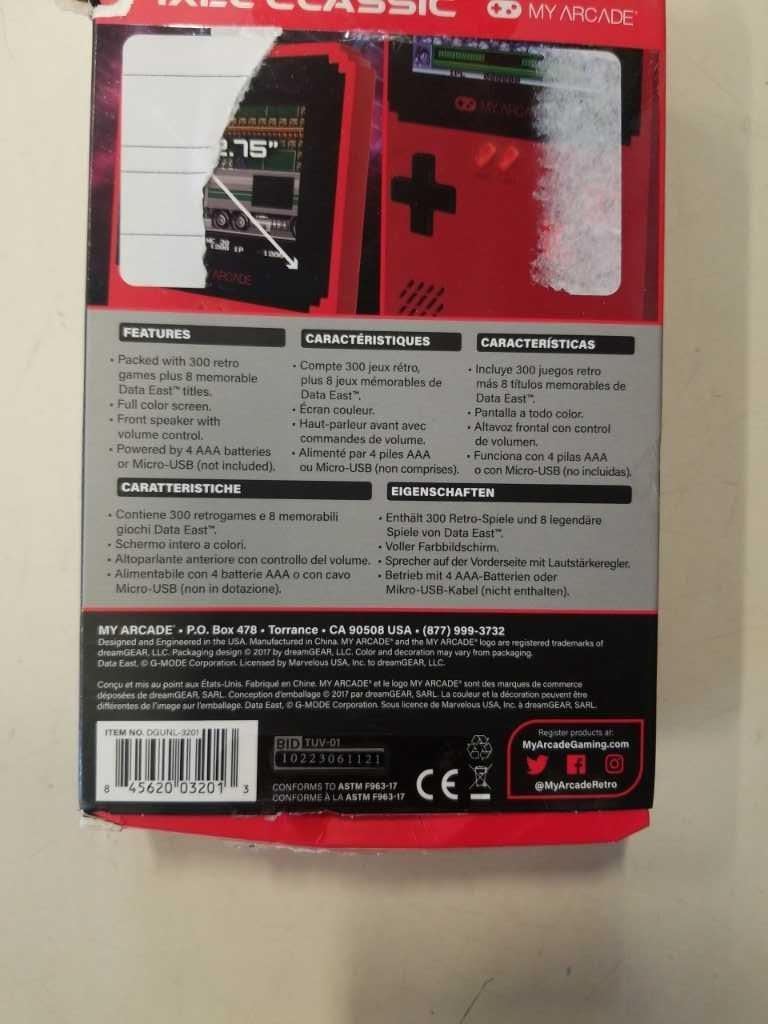 IXEL CLASSIC MY ARCADE
MY ARCADE
2.75"
1P
ARCADE
FEATURES
• Packed with 300 retro
games plus 8 memorable
Data East™ titles.
• Full color screen.
• Front speaker with
volume control.
• Powered by 4 AAA batteries
or Micro-USB (not included).
CARACTÉRISTIQUES
• Compte 300 jeux rétro,
plus 8 jeux mémorables de
Data East™.
• Écran couleur.
• Haut-parleur avant avec
commandes de volume.
• Alimenté par 4 piles AAA
ou Micro-USB (non comprises).
CARACTERÍSTICAS
• Incluye 300 juegos retro
más 8 títulos memorables de
Data East™.
• Pantalla a todo color.
• Altavoz frontal con control
de volumen.
• Funciona con 4 pilas AAA
o con Micro-USB (no incluidas).
CARATTERISTICHE
• Contiene 300 retrogames e 8 memorabili
giochi Data East™.
• Schermo intero a colori.
• Altoparlante anteriore con controllo del volume.
• Alimentabile con 4 batterie AAA o con cavo
Micro-USB (non in dotazione).
EIGENSCHAFTEN
• Enthält 300 Retro-Spiele und 8 legendäre
Spiele von Data East™.
• Voller Farbbildschirm.
• Sprecher auf der Vorderseite mit Lautstärkeregler.
• Betrieb mit 4 AAA-Batterien oder
Mikro-USB-Kabel (nicht enthalten).
MY ARCADE® • P.O. Box 478 • Torrance • CA 90508 USA • (877) 999-3732
Designed and Engineered in the USA. Manufactured in China. MY ARCADE® and the MY ARCADE® logo are registered trademarks of
dreamGEAR, LLC. Packaging design © 2017 by dreamGEAR, LLC. Color and decoration may vary from packaging.
Data East, © G-MODE Corporation. Licensed by Marvelous USA, Inc. to dreamGEAR, LLC.
Conçu et mis au point aux États-Unis. Fabriqué en Chine. MY ARCADE® et le logo MY ARCADE® sont des marques de commerce
déposées de dreamGEAR, SARL. Conception d'emballage © 2017 par dreamGEAR, SARL. La couleur et la décoration peuvent être
différentes de l'image sur l'emballage. Data East, © G-MODE Corporation. Sous licence de Marvelous USA, Inc. à dreamGEAR, SARL.
ITEM NO. DGUNL-3201
8 45620 03201 3
BID TUV-01
10223061121
CONFORMS TO ASTM F963-17
CONFORME À LA ASTM F963-17
CE
Register products at:
MyArcadeGaming.com
@MyArcadeRetro